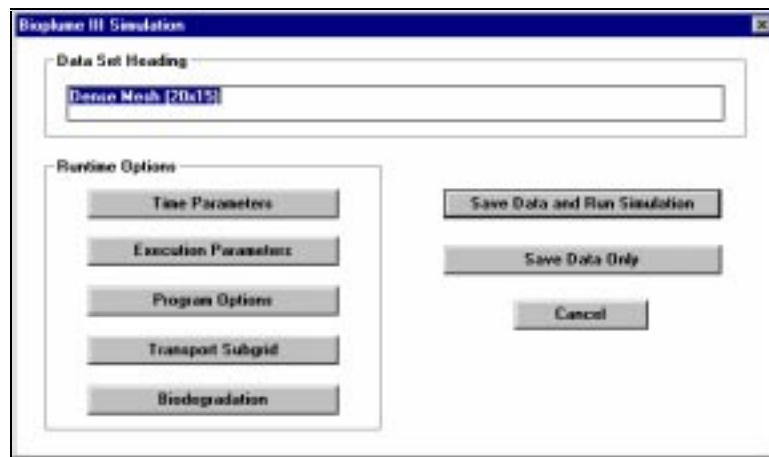 Bioplume III Simulation
Data Set Heading
Dense Mesh (20x15)
Runtime Options
Time Parameters
Execution Parameters
Program Options
Transport Subgrid
Biodegradation
Save Data and Run Simulation
Save Data Only
Cancel